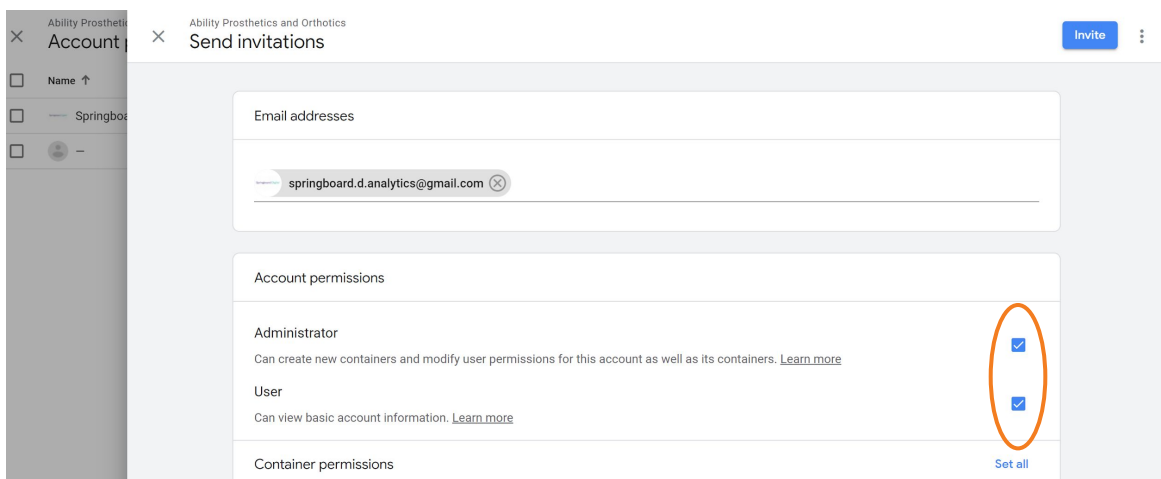 Ability Prosthetic
Account
Name
Springboa
Ability Prosthetics and Orthotics
Send invitations
Invite
Email addresses
springboard.d.analytics@gmail.com
Account permissions
Administrator
Can create new containers and modify user permissions for this account as well as its containers. Learn more
User
Can view basic account information. Learn more
Container permissions
Set all